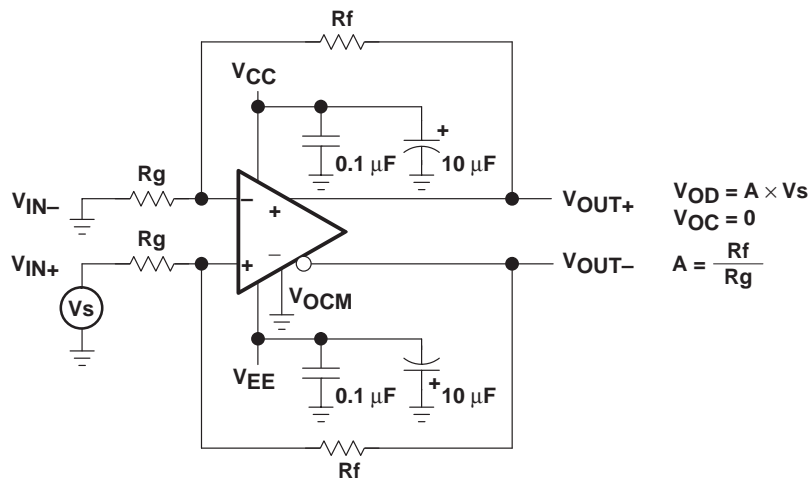 Rf
VCC
+
0.1 μF
10 μF
VIN–
Rg
–
+
VOUT+
VOD = A × Vs
VOC = 0
VIN+
Rg
+
–
VOUT–
A = Rf
Rg
Vs
VOCM
VEE
0.1 μF
+
10 μF
Rf